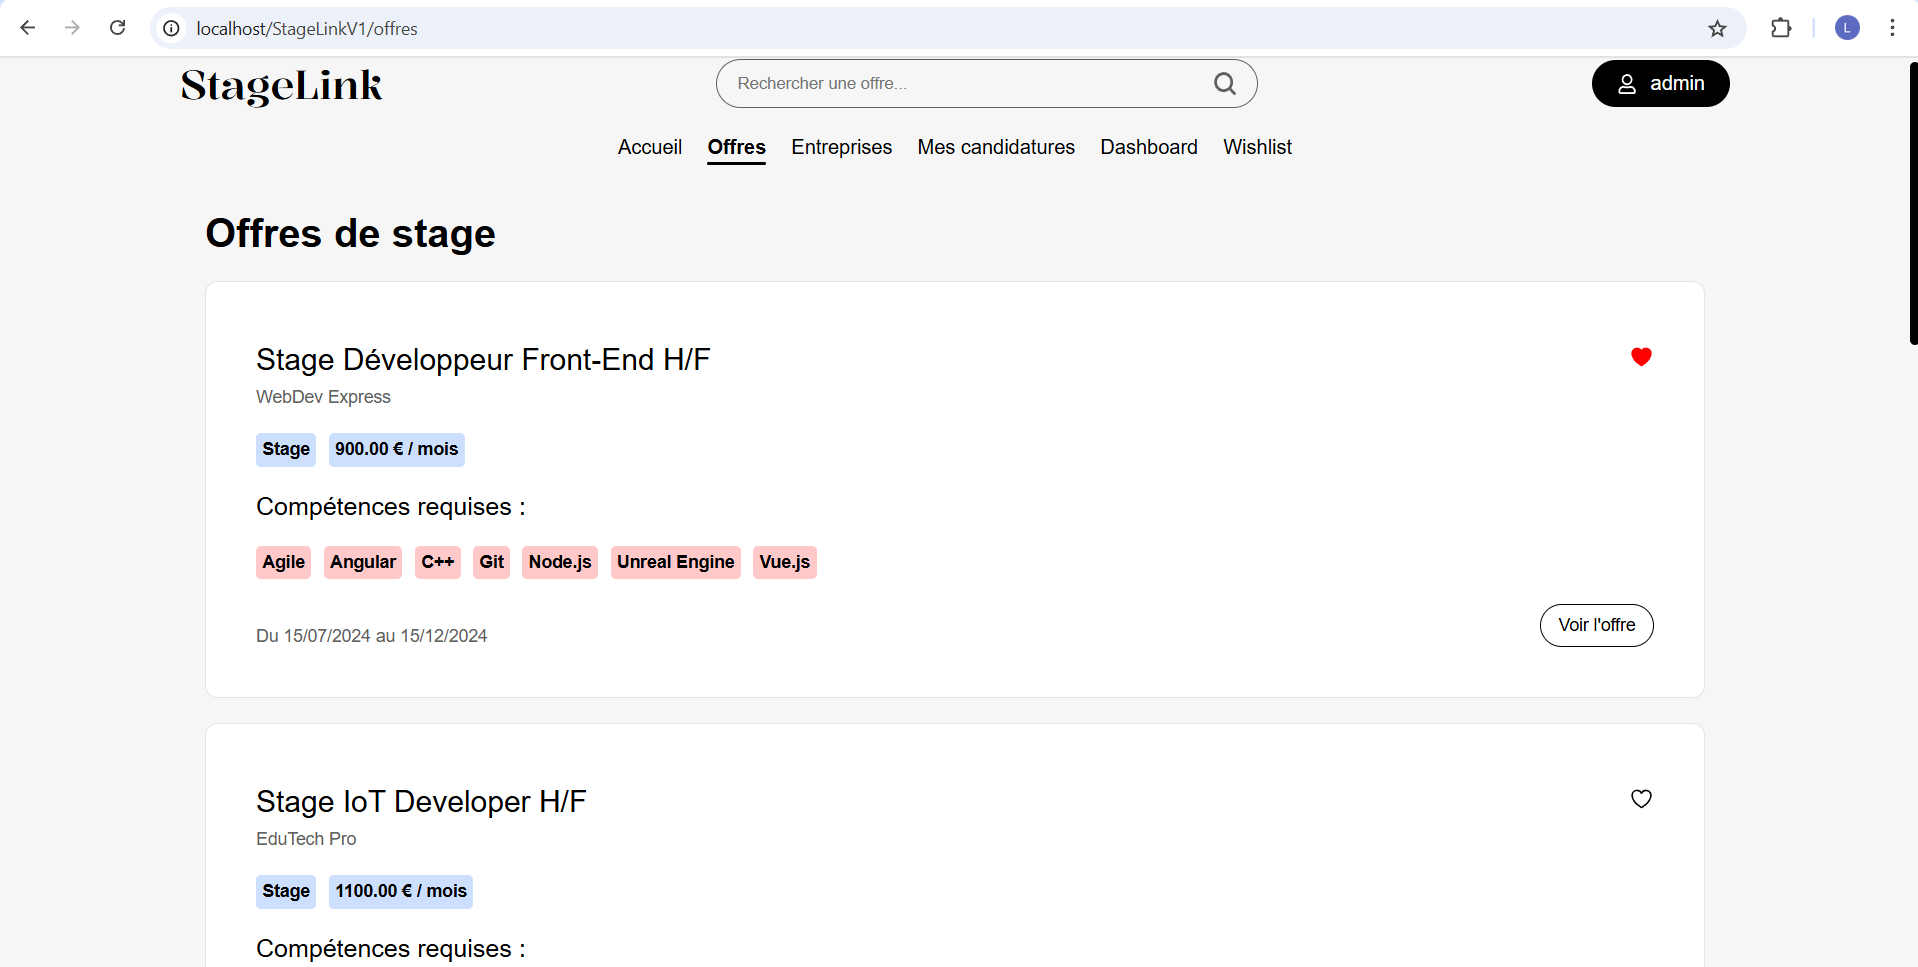 localhost/StageLinkV1/offres
L
StageLink
Rechercher une offre...
admin
Accueil Offres Entreprises Mes candidatures Dashboard Wishlist
Offres de stage
Stage Développeur Front-End H/F
WebDev Express
Stage 900.00 € / mois
Compétences requises :
Agile Angular C++ Git Node.js Unreal Engine Vue.js
Du 15/07/2024 au 15/12/2024
Voir l'offre
Stage IoT Developer H/F
EduTech Pro
Stage 1100.00 € / mois
Compétences requises :